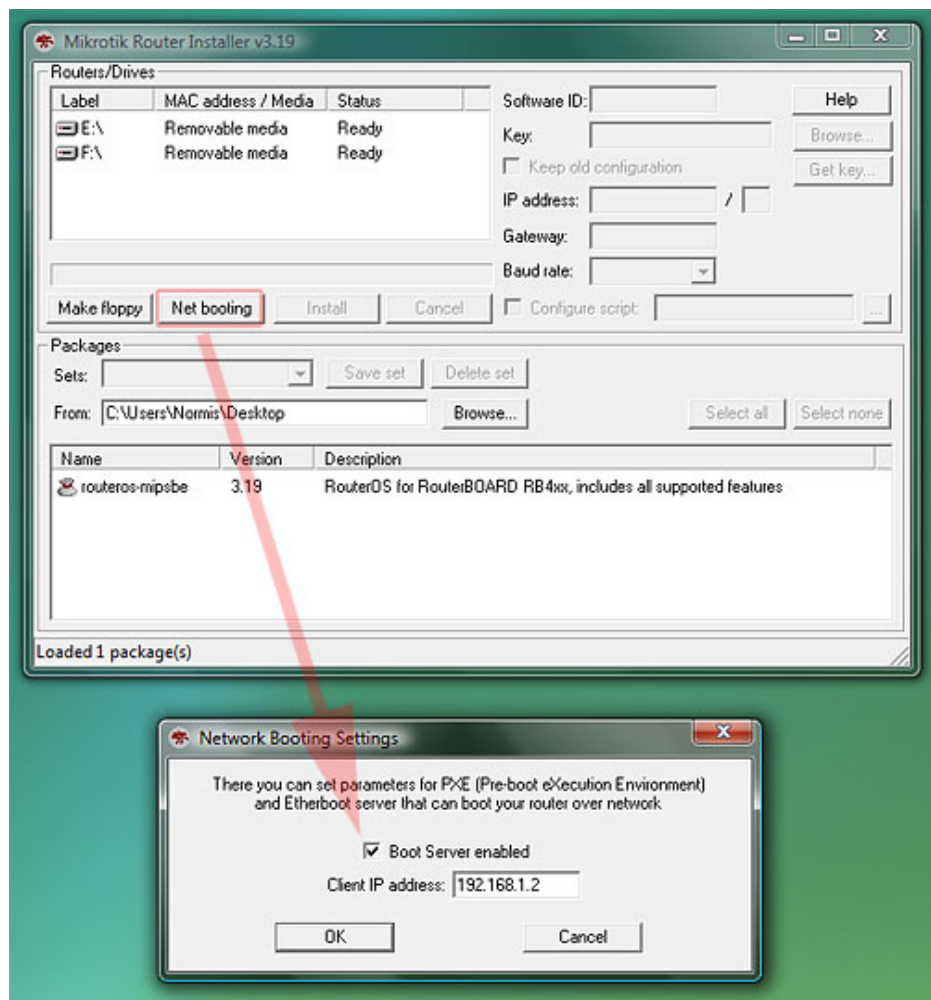 Mikrotik Router Installer v3.19
Routers/Drives
Label MAC address / Media Status
E:\ Removable media Ready
F:\ Removable media Ready
Software ID:
Help
Key:
Browse...
Keep old configuration
Get key...
IP address: /
Gateway:
Baud rate:
Make floppy Net booting Install Cancel
Configure script: ...
Packages
Sets: Save set Delete set
From: C:\Users\Normis\Desktop Browse... Select all Select none
Name Version Description
routeros-mipsbe 3.19 RouterOS for RouterBOARD RB4xx, includes all supported features
Loaded 1 package(s)
Network Booting Settings
There you can set parameters for PXE (Pre-boot eXecution Environment)
and Etherboot server that can boot your router over network
Boot Server enabled
Client IP address: 192.168.1.2
OK Cancel